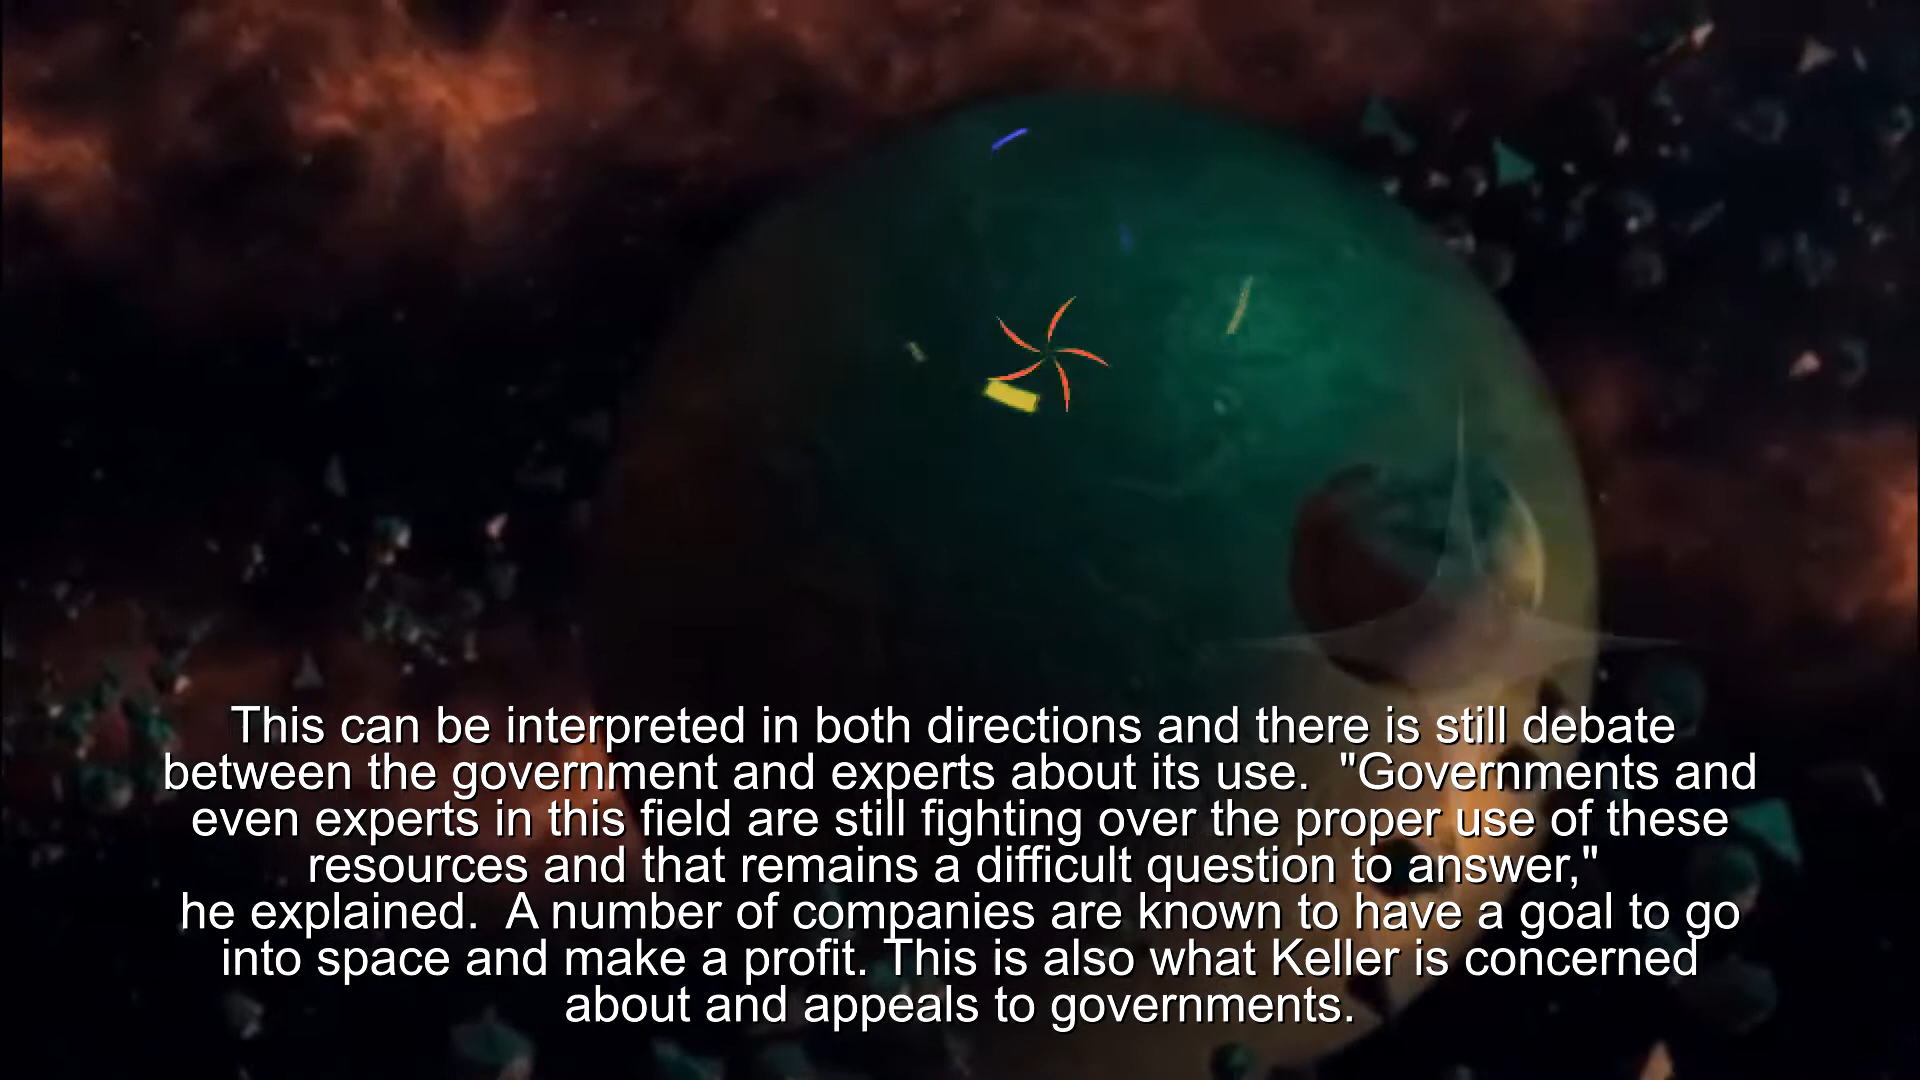 This can be interpreted in both directions and there is still debate
between the government and experts about its use.  "Governments and
even experts in this field are still fighting over the proper use of these
resources and that remains a difficult question to answer,"
he explained.  A number of companies are known to have a goal to go
into space and make a profit. This is also what Keller is concerned
about and appeals to governments.